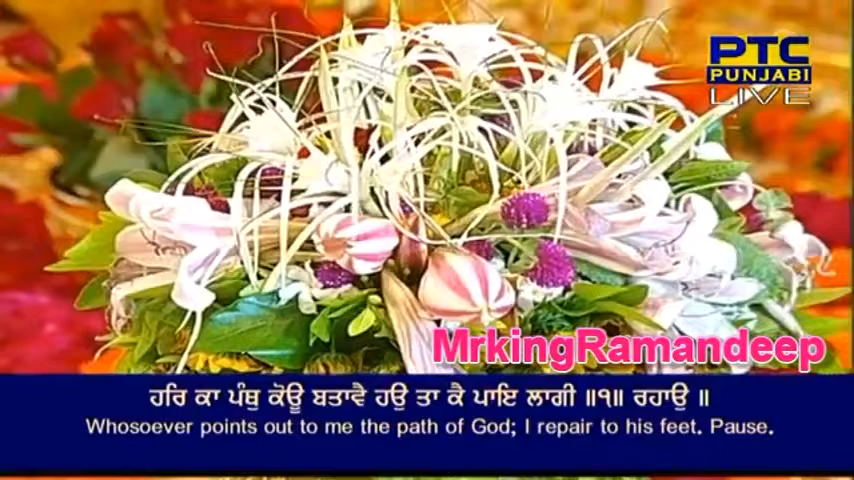 PTC
PUNJABI
LIVE
MrkingRamandeep
ਹਰਿ ਕਾ ਪੰਥੁ ਕੋਊ ਬਤਾਵੈ ਹਉ ਤਾ ਕੈ ਪਾਇ ਲਾਗੀ ॥੧॥ ਰਹਾਉ ॥
Whosoever points out to me the path of God; I repair to his feet. Pause.